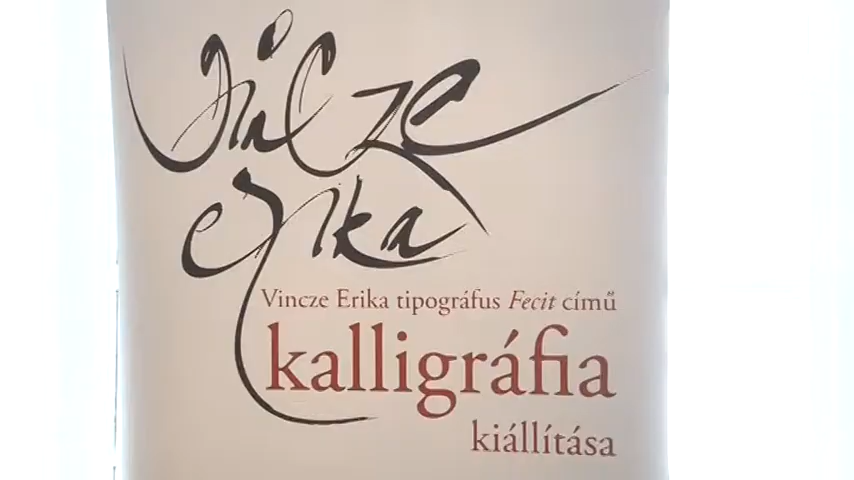 Vincze
erika
Vincze Erika tipográfus Fecit című
kalligráfia
kiállítása